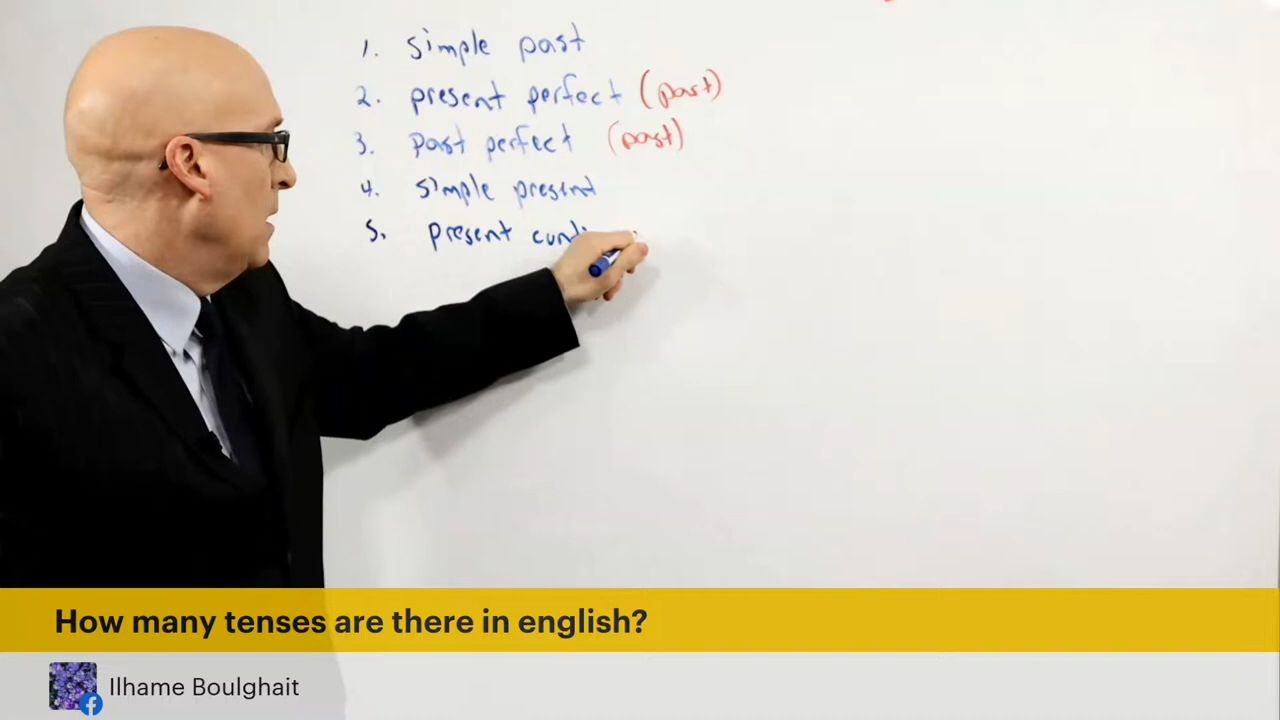 1. simple past
2. present perfect (past)
3. past perfect (past)
4. simple present
5. present
How many tenses are there in english?
Ilhame Boulghait